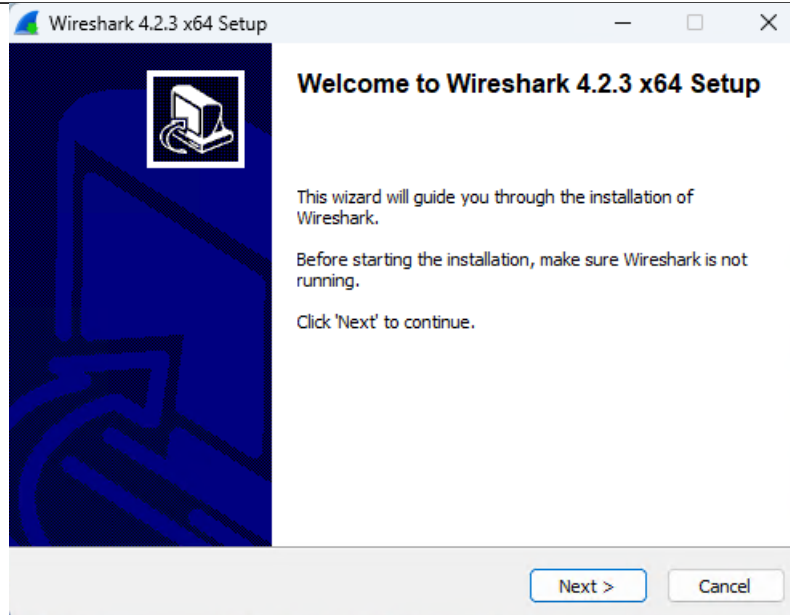 Wireshark 4.2.3 x64 Setup
Welcome to Wireshark 4.2.3 x64 Setup
This wizard will guide you through the installation of
Wireshark.
Before starting the installation, make sure Wireshark is not
running.
Click 'Next' to continue.
Next >
Cancel